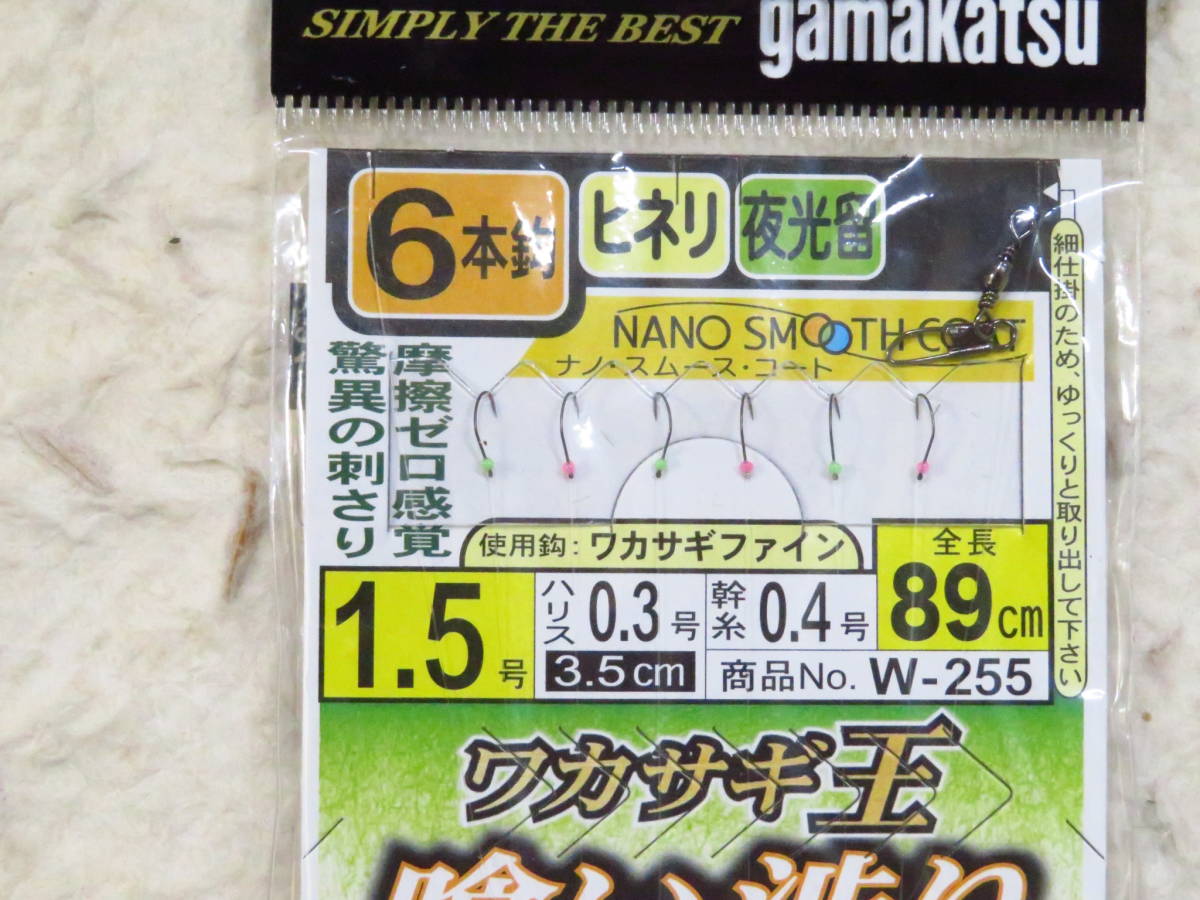 SIMPLY THE BEST
gamakatsu
6本鈎
ヒネリ
夜光留
NANO SMOOTH COAT
ナノ・スムース・コート
摩擦ゼロ感覚
驚異の刺さり
細仕掛のため、ゆっくりと取り出して下さい
使用鈎:ワカサギファイン
全長
89cm
1.5号
ハリス
0.3号
3.5cm
幹糸
0.4号
商品No. W-255
ワカサギ王
喰い渋り